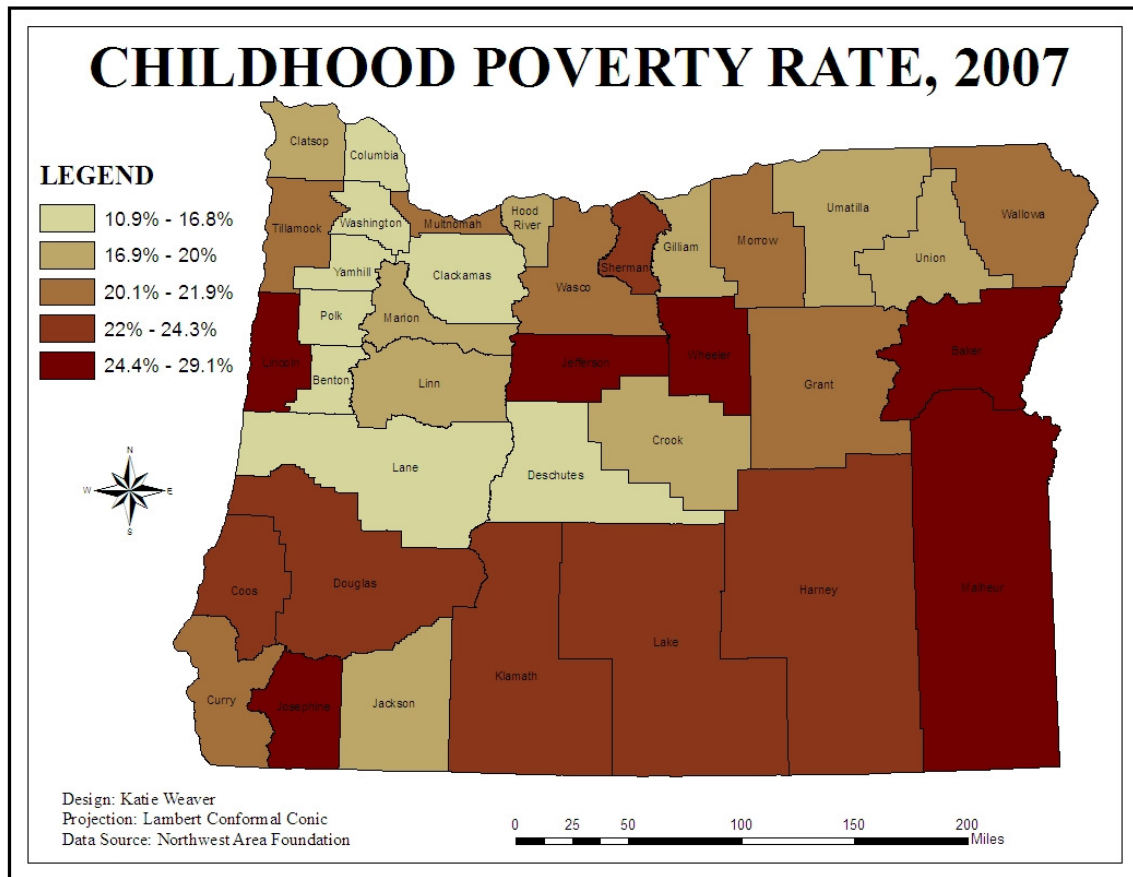 CHILDHOOD POVERTY RATE, 2007
LEGEND
10.9% - 16.8%
16.9% - 20%
20.1% - 21.9%
22% - 24.3%
24.4% - 29.1%
Clatsop
Columbia
Tillamook
Washington
Multnomah
Hood
River
Yamhill
Clackamas
Wasco
Sherman
Gilliam
Morrow
Umatilla
Union
Wallowa
Polk
Marion
Lincoln
Benton
Linn
Jefferson
Wheeler
Grant
Baker
Lane
Deschutes
Crook
Coos
Douglas
Curry
Josephine
Jackson
Klamath
Lake
Harney
Malheur
N
W
E
S
Design: Katie Weaver
Projection: Lambert Conformal Conic
Data Source: Northwest Area Foundation
0 25 50 100 150 200
Miles